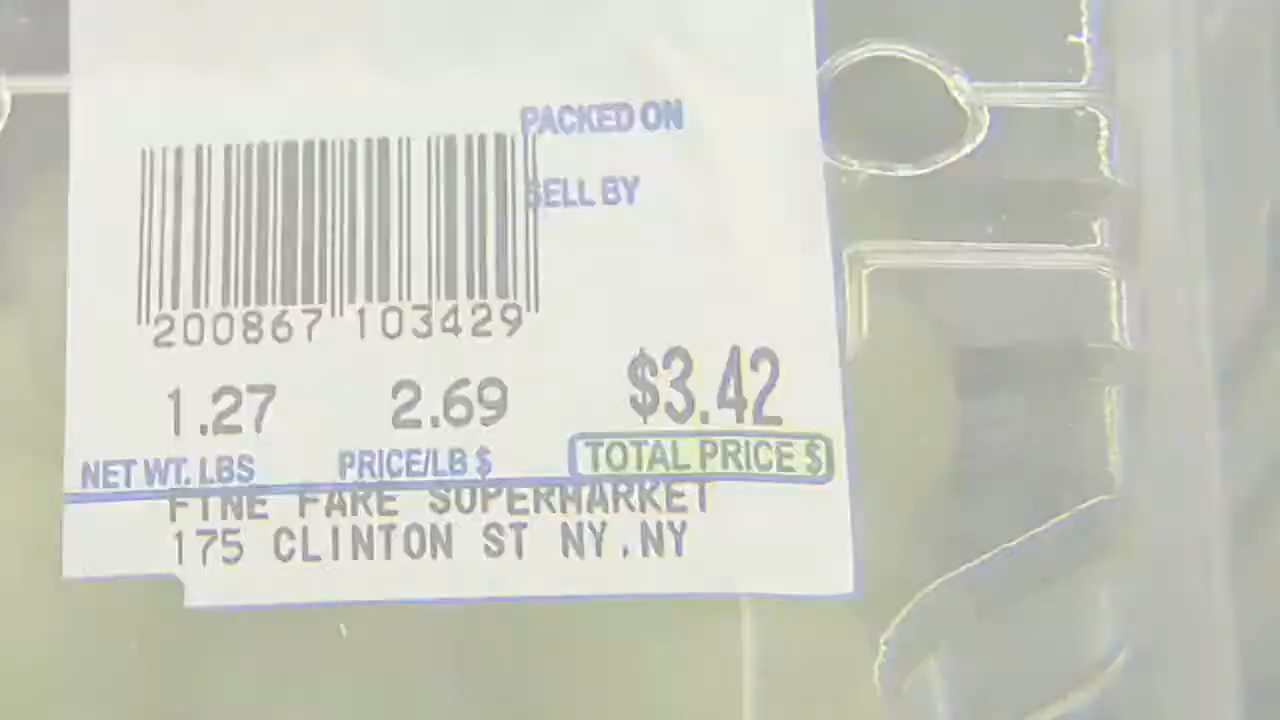 PACKED ON
SELL BY
200867 103429
1.27 2.69 $3.42
NET WT. LBS PRICE/LB $ TOTAL PRICE $
FINE FARE SUPERMARKET
175 CLINTON ST NY,NY